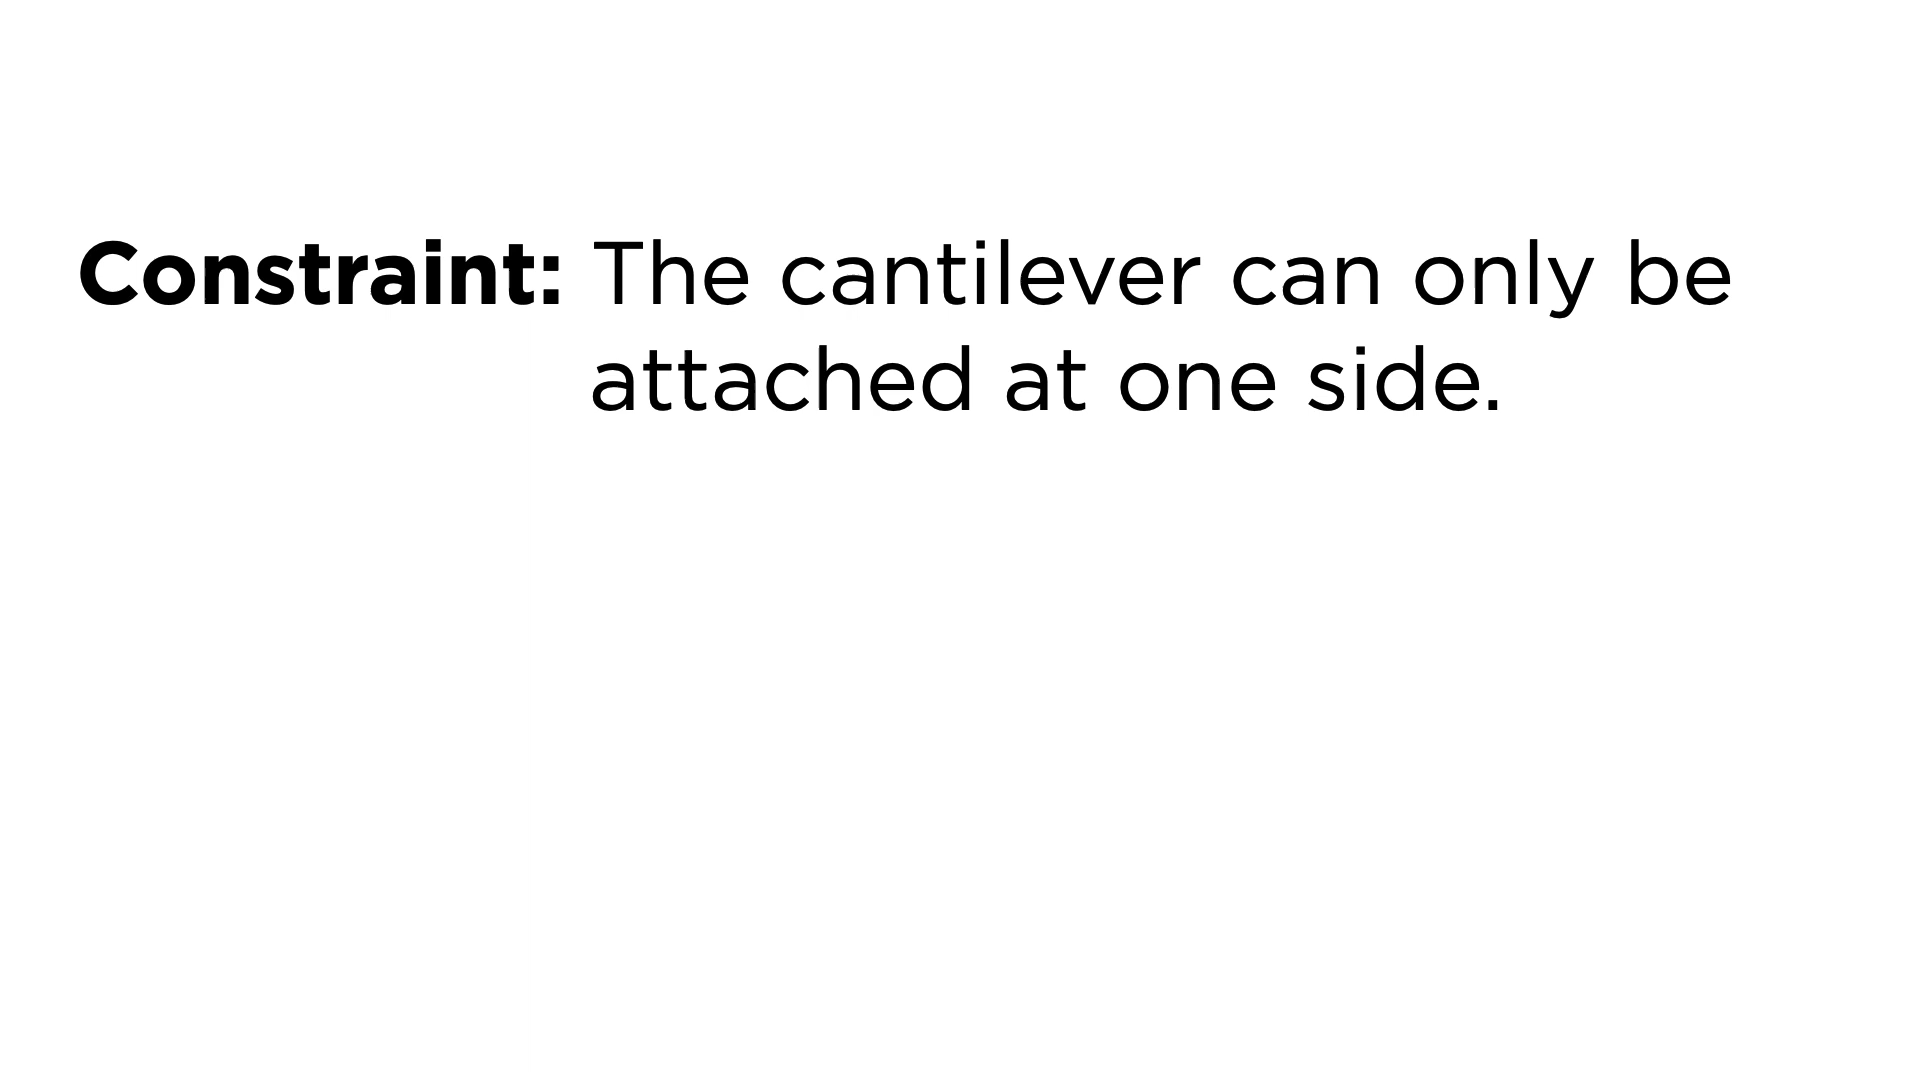 Constraint: The cantilever can only be
attached at one side.